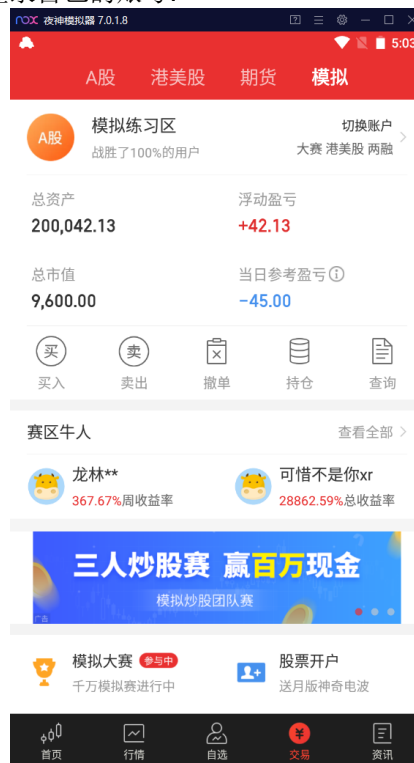 NOX 夜神模拟器 7.0.1.8
5:03
A股 港美股 期货 模拟
A股
模拟练习区
战胜了100%的用户
切换账户
大赛 港美股 两融
总资产 浮动盈亏
200,042.13 +42.13
总市值 当日参考盈亏
9,600.00 -45.00
买 卖
买入 卖出 撤单 持仓 查询
赛区牛人 查看全部
龙林** 可惜不是你xr
367.67%周收益率 28862.59%总收益率
三人炒股赛 赢百万现金
模拟炒股团队赛
广告
模拟大赛 参与中 股票开户
千万模拟赛进行中 送月版神奇电波
首页 行情 自选 交易 资讯